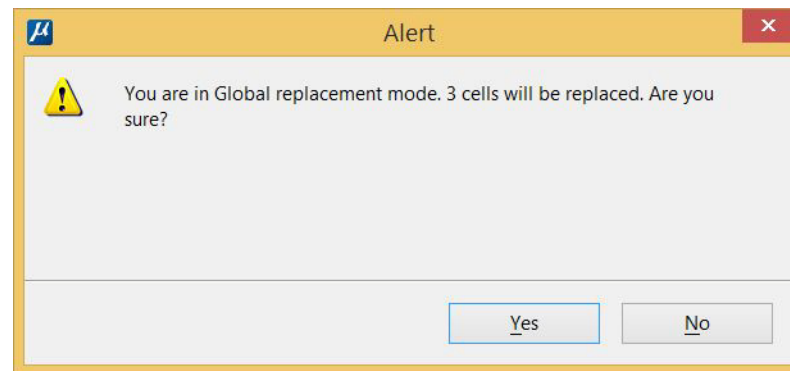 µ
Alert
You are in Global replacement mode. 3 cells will be replaced. Are you
sure?
Yes
No